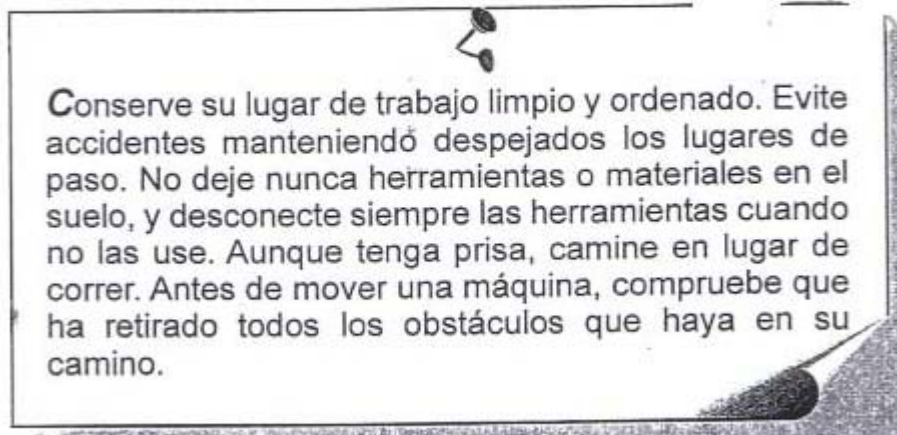 Conserve su lugar de trabajo limpio y ordenado. Evite
accidentes manteniendo despejados los lugares de
paso. No deje nunca herramientas o materiales en el
suelo, y desconecte siempre las herramientas cuando
no las use. Aunque tenga prisa, camine en lugar de
correr. Antes de mover una máquina, compruebe que
ha retirado todos los obstáculos que haya en su
camino.